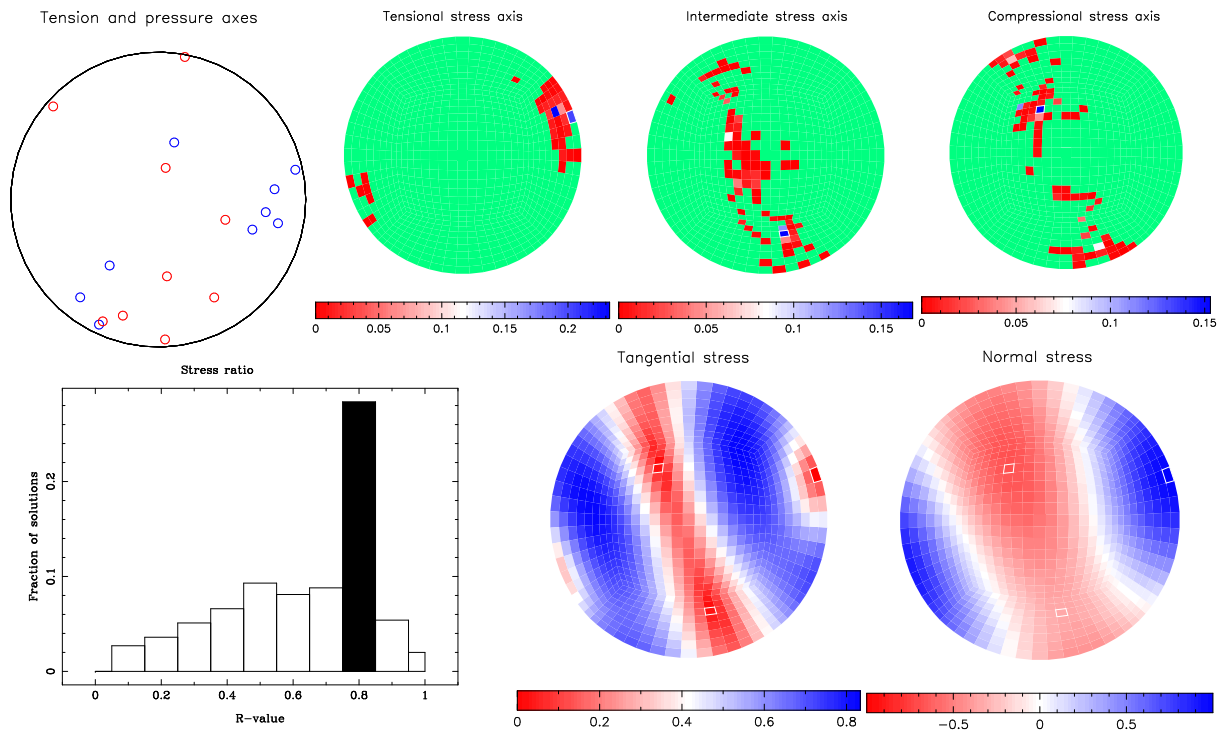 Tension and pressure axes
Tensional stress axis
Intermediate stress axis
Compressional stress axis
0 0.05 0.1 0.15 0.2
0 0.05 0.1 0.15
0 0.05 0.1 0.15
Stress ratio
Fraction of solutions
0.2
0.1
0
0 0.2 0.4 0.6 0.8 1
R-value
Tangential stress
Normal stress
0 0.2 0.4 0.6 0.8
−0.5 0 0.5